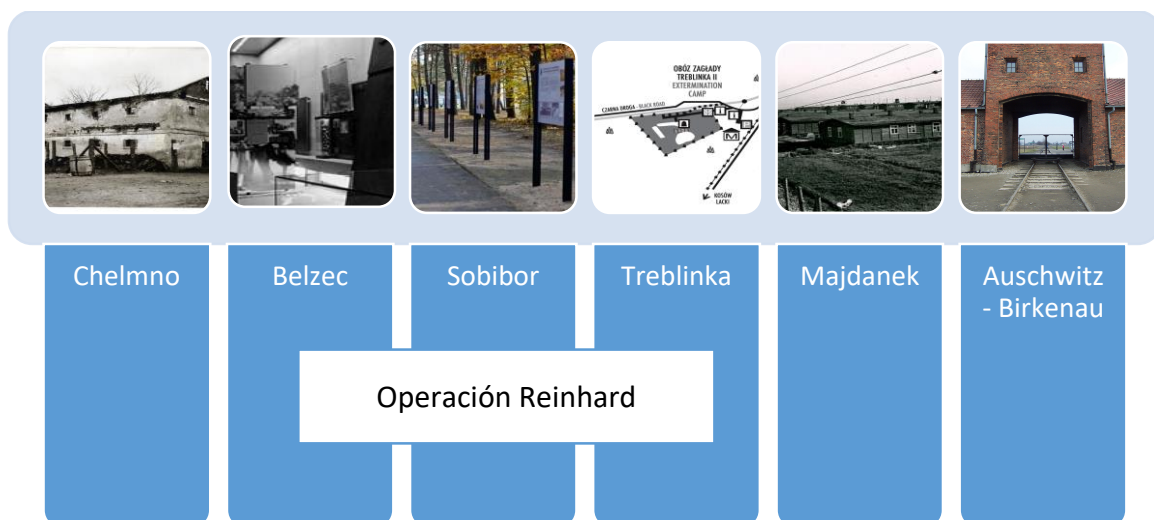 OBÓZ ZAGŁADY
TREBLINKA II
EXTERMINATION
CAMP
CZARNA DROGA - BLACK ROAD
M
KOSÓW
LACKI
Chelmno
Belzec
Sobibor
Treblinka
Majdanek
Auschwitz
- Birkenau
Operación Reinhard